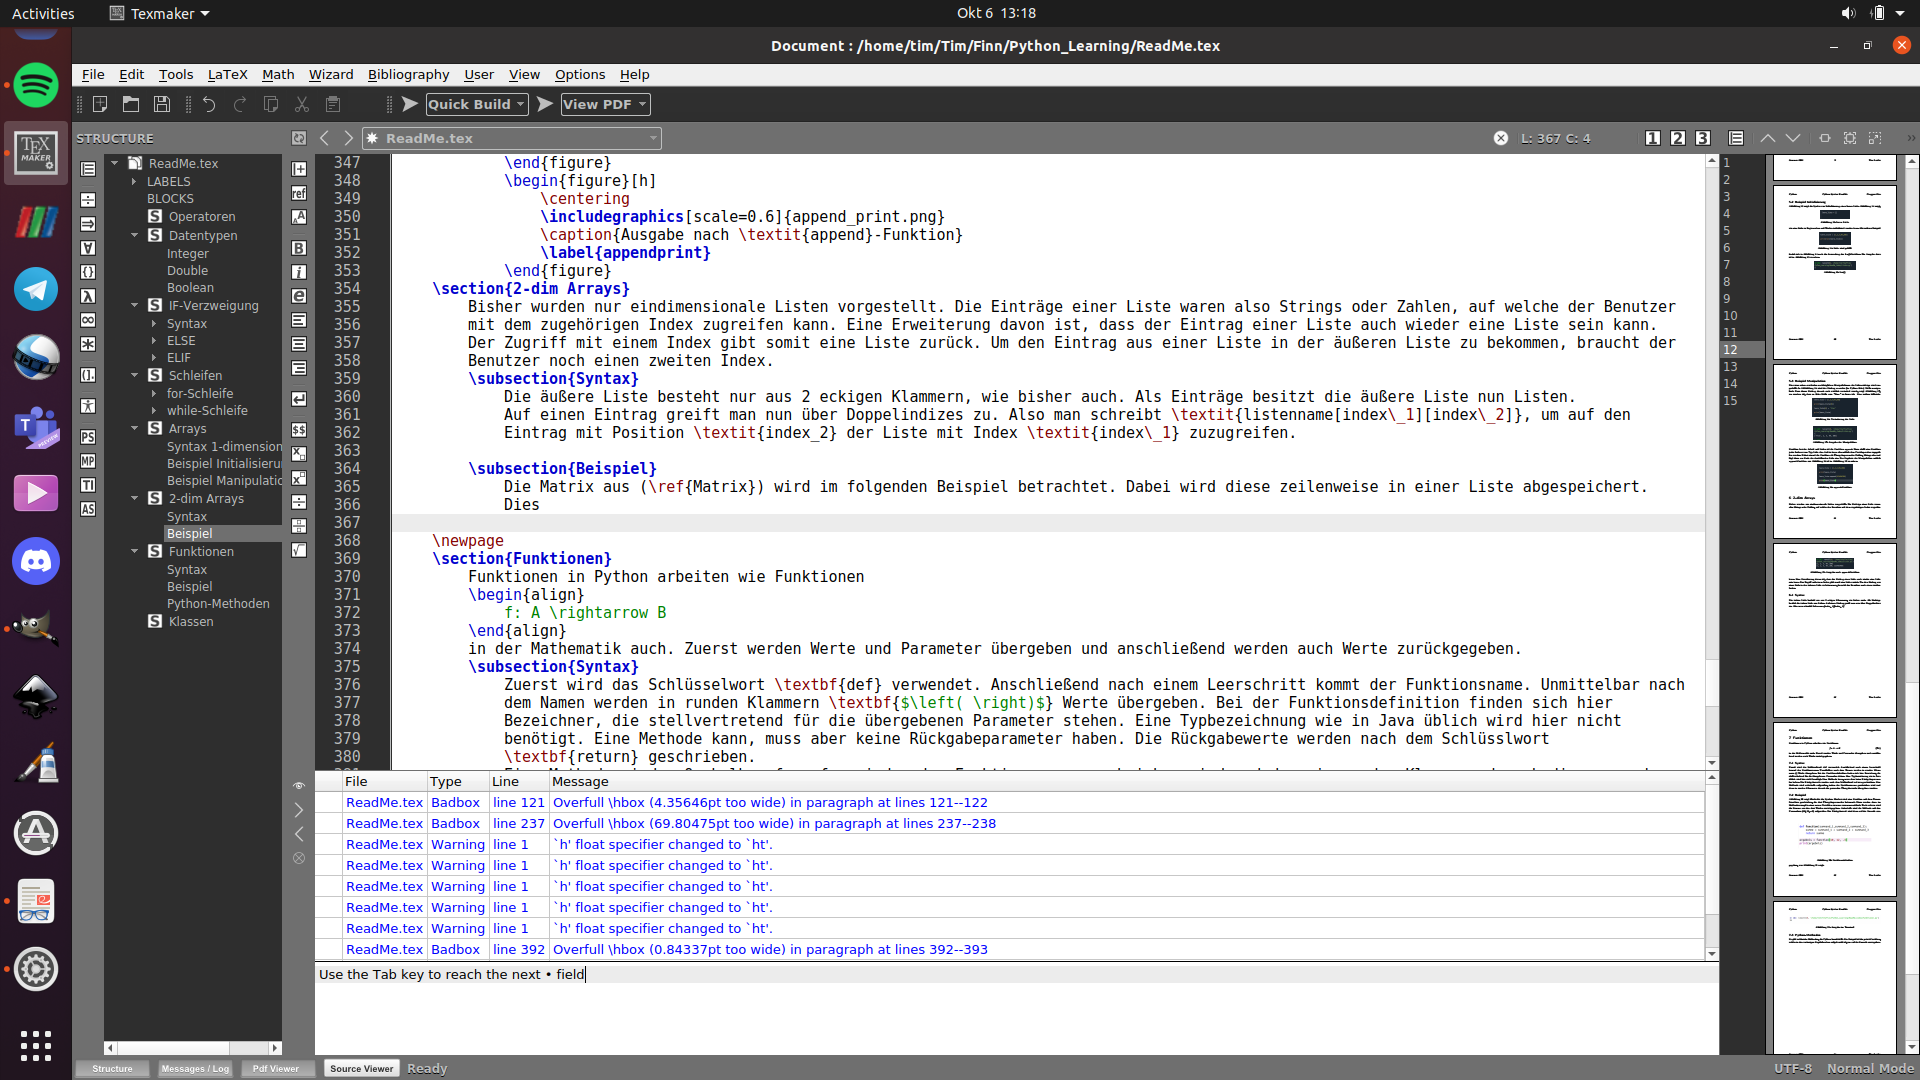 Activities
Texmaker
Okt 6 13:18
Document : /home/tim/Tim/Finn/Python_Learning/ReadMe.tex
File Edit Tools LaTeX Math Wizard Bibliography User View Options Help
Quick Build
View PDF
STRUCTURE
ReadMe.tex
L: 367 C: 4
1 2 3
ReadMe.tex
LABELS
BLOCKS
Operatoren
Datentypen
Integer
Double
Boolean
IF-Verzweigung
Syntax
ELSE
ELIF
Schleifen
for-Schleife
while-Schleife
Arrays
Syntax 1-dimension
Beispiel Initialisieru
Beispiel Manipulatio
2-dim Arrays
Syntax
Beispiel
Funktionen
Syntax
Beispiel
Python-Methoden
Klassen
347 \end{figure}
348 \begin{figure}[h]
349 \centering
350 \includegraphics[scale=0.6]{append_print.png}
351 \caption{Ausgabe nach \textit{append}-Funktion}
352 \label{appendprint}
353 \end{figure}
354 \section{2-dim Arrays}
355 Bisher wurden nur eindimensionale Listen vorgestellt. Die Einträge einer Liste waren also Strings oder Zahlen, auf welche der Benutzer
356 mit dem zugehörigen Index zugreifen kann. Eine Erweiterung davon ist, dass der Eintrag einer Liste auch wieder eine Liste sein kann.
357 Der Zugriff mit einem Index gibt somit eine Liste zurück. Um den Eintrag aus einer Liste in der äußeren Liste zu bekommen, braucht der
358 Benutzer noch einen zweiten Index.
359 \subsection{Syntax}
360 Die äußere Liste besteht nur aus 2 eckigen Klammern, wie bisher auch. Als Einträge besitzt die äußere Liste nun Listen.
361 Auf einen Eintrag greift man nun über Doppelindizes zu. Also man schreibt \textit{listenname[index\_1][index\_2]}, um auf den
362 Eintrag mit Position \textit{index_2} der Liste mit Index \textit{index\_1} zuzugreifen.
363
364 \subsection{Beispiel}
365 Die Matrix aus (\ref{Matrix}) wird im folgenden Beispiel betrachtet. Dabei wird diese zeilenweise in einer Liste abgespeichert.
366 Dies
367
368 \newpage
369 \section{Funktionen}
370 Funktionen in Python arbeiten wie Funktionen
371 \begin{align}
372 f: A \rightarrow B
373 \end{align}
374 in der Mathematik auch. Zuerst werden Werte und Parameter übergeben und anschließend werden auch Werte zurückgegeben.
375 \subsection{Syntax}
376 Zuerst wird das Schlüsselwort \textbf{def} verwendet. Anschließend nach einem Leerschritt kommt der Funktionsname. Unmittelbar nach
377 dem Namen werden in runden Klammern \textbf{$\left( \right)$} Werte übergeben. Bei der Funktionsdefinition finden sich hier
378 Bezeichner, die stellvertretend für die übergebenen Parameter stehen. Eine Typbezeichnung wie in Java üblich wird hier nicht
379 benötigt. Eine Methode kann, muss aber keine Rückgabeparameter haben. Die Rückgabewerte werden nach dem Schlüsslwort
380 \textbf{return} geschrieben.
1
2
3
4
5
6
7
8
9
10
11
12
13
14
15
File Type Line Message
ReadMe.tex Badbox line 121 Overfull \hbox (4.35646pt too wide) in paragraph at lines 121--122
ReadMe.tex Badbox line 237 Overfull \hbox (69.80475pt too wide) in paragraph at lines 237--238
ReadMe.tex Warning line 1 `h' float specifier changed to `ht'.
ReadMe.tex Warning line 1 `h' float specifier changed to `ht'.
ReadMe.tex Warning line 1 `h' float specifier changed to `ht'.
ReadMe.tex Warning line 1 `h' float specifier changed to `ht'.
ReadMe.tex Warning line 1 `h' float specifier changed to `ht'.
ReadMe.tex Badbox line 392 Overfull \hbox (0.84337pt too wide) in paragraph at lines 392--393
Use the Tab key to reach the next • field
Structure
Messages / Log
Pdf Viewer
Source Viewer
Ready
UTF-8
Normal Mode